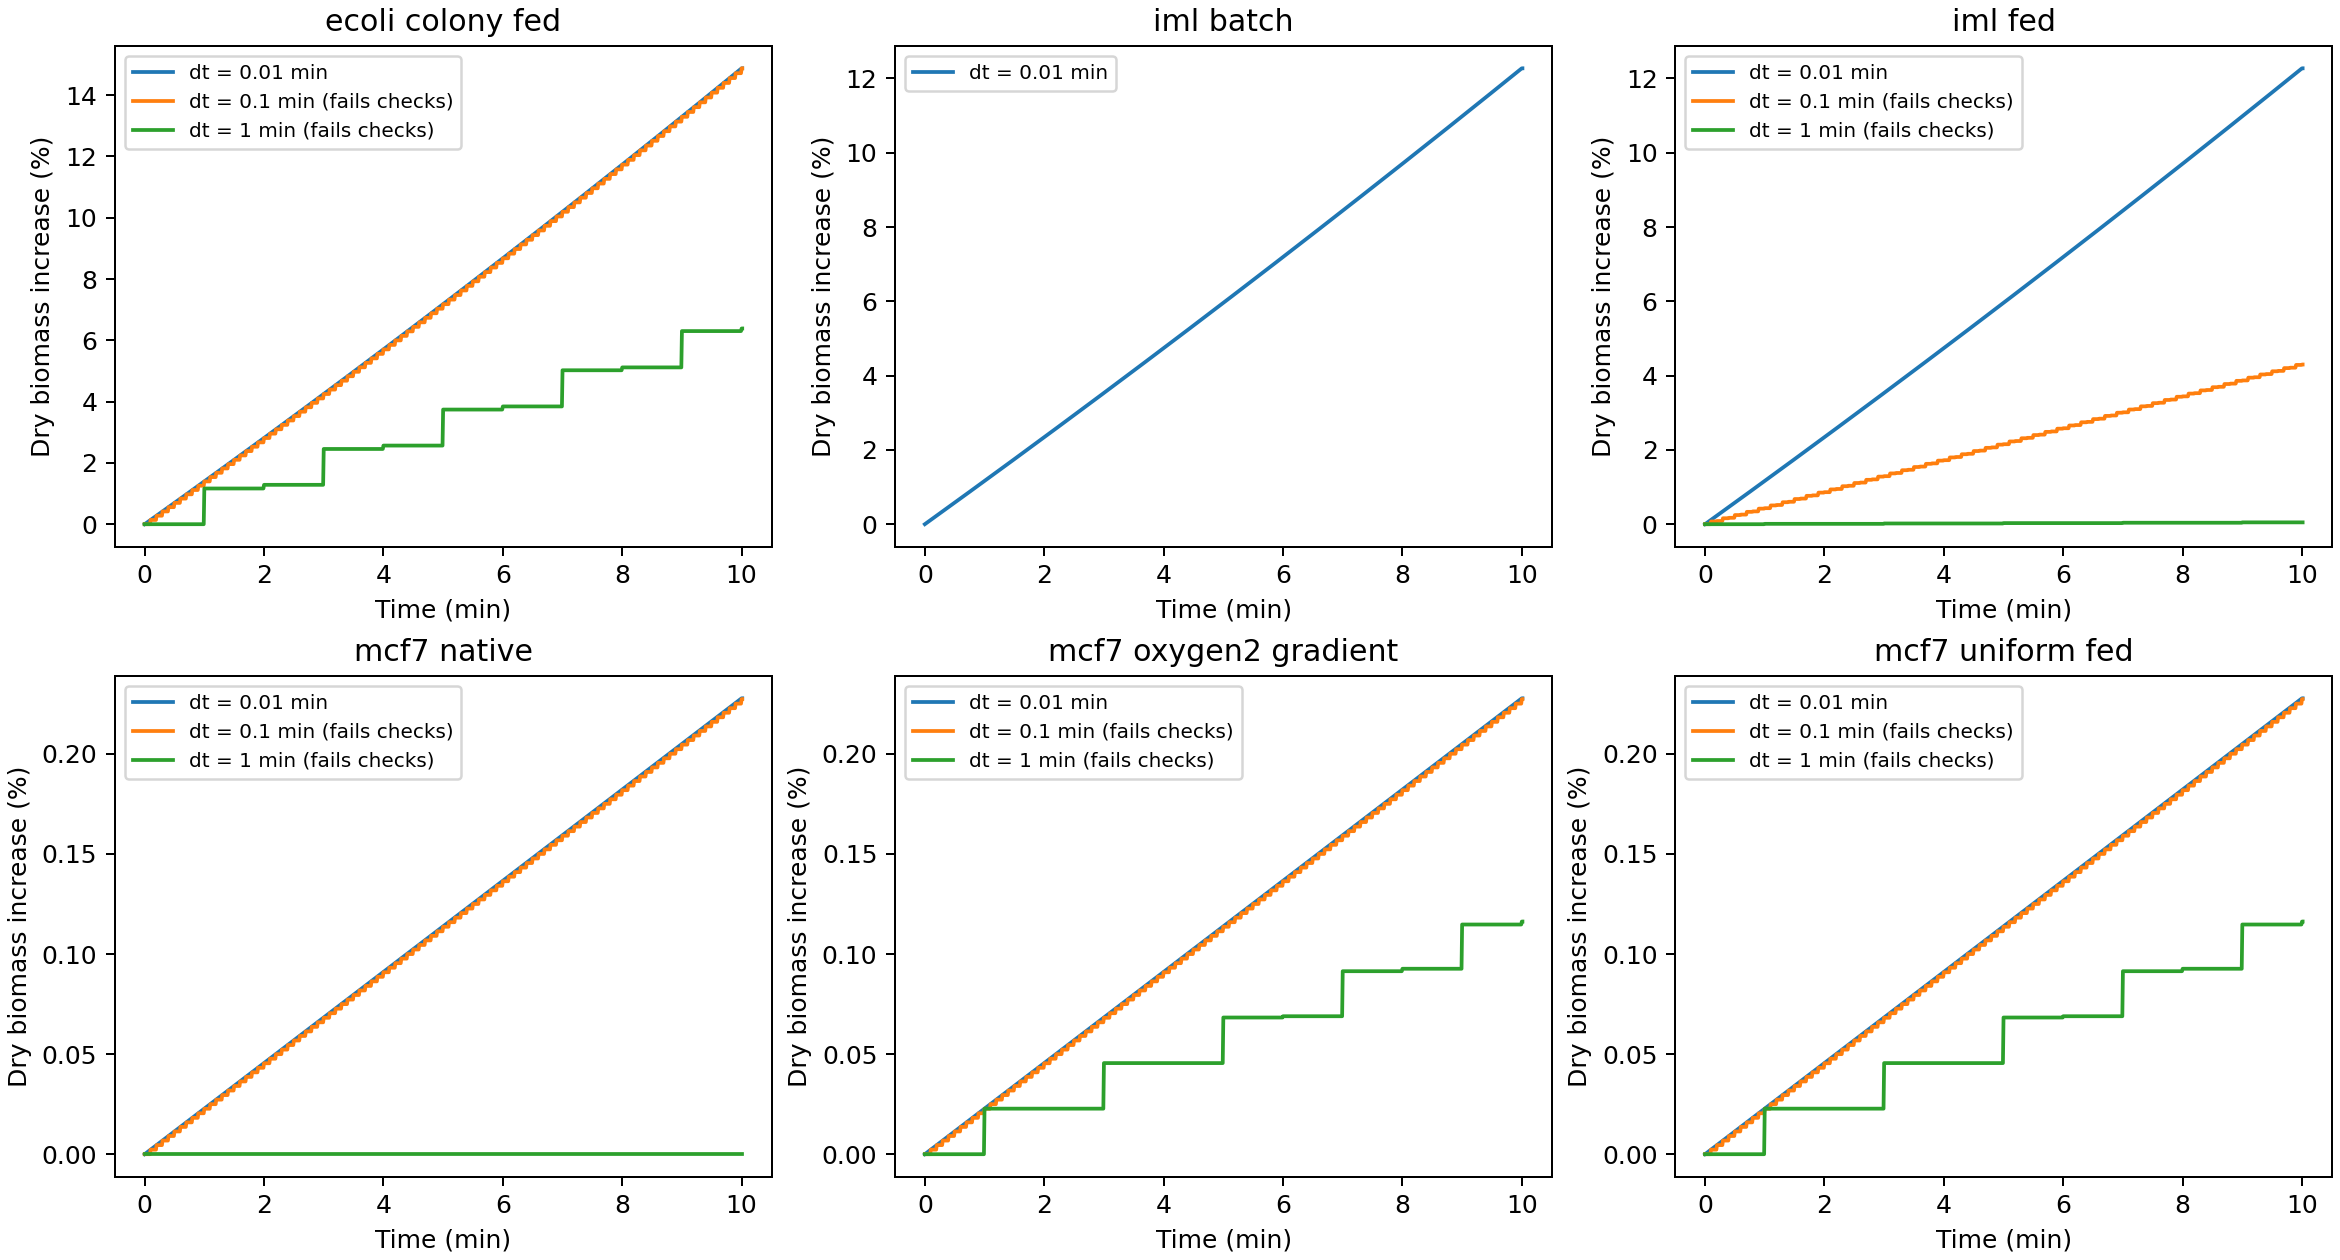 ecoli colony fed
dt = 0.01 min
dt = 0.1 min (fails checks)
dt = 1 min (fails checks)
Dry biomass increase (%)
14
12
10
8
6
4
2
0
0 2 4 6 8 10
Time (min)
iml batch
dt = 0.01 min
Dry biomass increase (%)
12
10
8
6
4
2
0
0 2 4 6 8 10
Time (min)
iml fed
dt = 0.01 min
dt = 0.1 min (fails checks)
dt = 1 min (fails checks)
Dry biomass increase (%)
12
10
8
6
4
2
0
0 2 4 6 8 10
Time (min)
mcf7 native
dt = 0.01 min
dt = 0.1 min (fails checks)
dt = 1 min (fails checks)
Dry biomass increase (%)
0.20
0.15
0.10
0.05
0.00
0 2 4 6 8 10
Time (min)
mcf7 oxygen2 gradient
dt = 0.01 min
dt = 0.1 min (fails checks)
dt = 1 min (fails checks)
Dry biomass increase (%)
0.20
0.15
0.10
0.05
0.00
0 2 4 6 8 10
Time (min)
mcf7 uniform fed
dt = 0.01 min
dt = 0.1 min (fails checks)
dt = 1 min (fails checks)
Dry biomass increase (%)
0.20
0.15
0.10
0.05
0.00
0 2 4 6 8 10
Time (min)